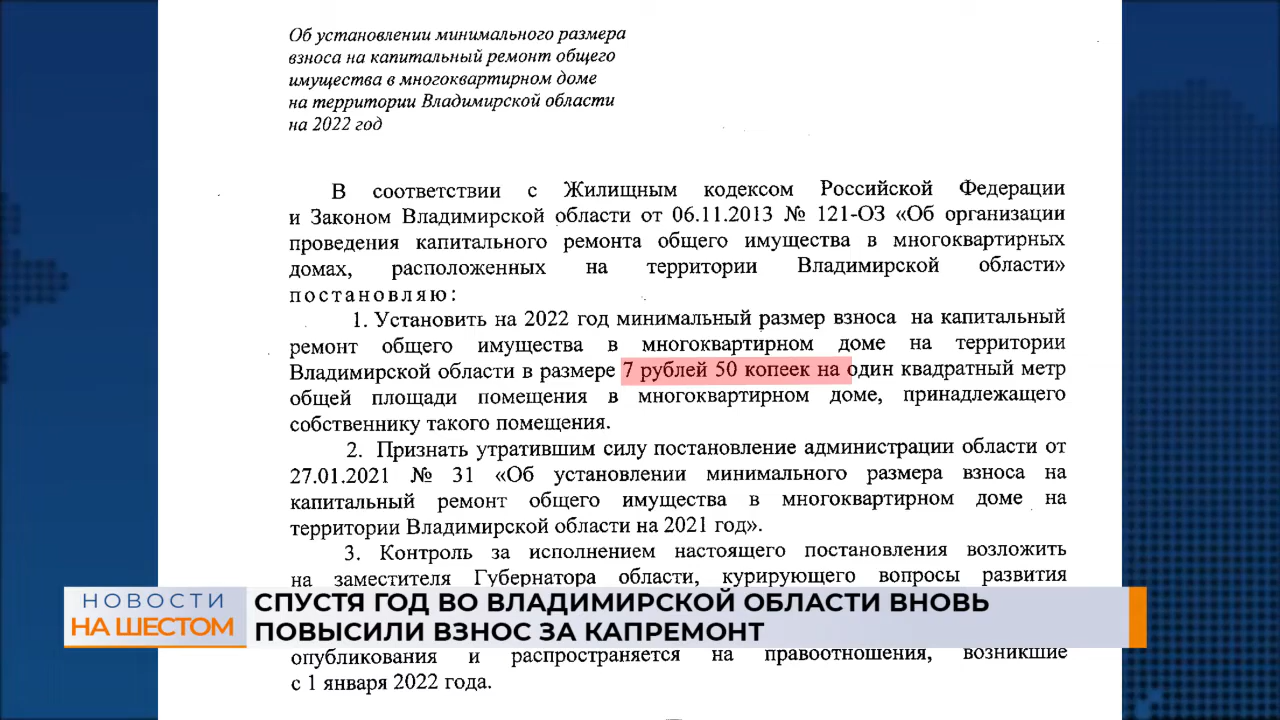 Об установлении минимального размера
взноса на капитальный ремонт общего
имущества в многоквартирном доме
на территории Владимирской области
на 2022 год
В соответствии с Жилищным кодексом Российской Федерации
и Законом Владимирской области от 06.11.2013 № 121-ОЗ «Об организации
проведения капитального ремонта общего имущества в многоквартирных
домах, расположенных на территории Владимирской области»
постановляю:
1. Установить на 2022 год минимальный размер взноса на капитальный
ремонт общего имущества в многоквартирном доме на территории
Владимирской области в размере 7 рублей 50 копеек на один квадратный метр
общей площади помещения в многоквартирном доме, принадлежащего
собственнику такого помещения.
2. Признать утратившим силу постановление администрации области от
27.01.2021 № 31 «Об установлении минимального размера взноса на
капитальный ремонт общего имущества в многоквартирном доме на
территории Владимирской области на 2021 год».
3. Контроль за исполнением настоящего постановления возложить
на заместителя Губернатора области, курирующего вопросы развития
НОВОСТИ
НА ШЕСТОМ
СПУСТЯ ГОД ВО ВЛАДИМИРСКОЙ ОБЛАСТИ ВНОВЬ
ПОВЫСИЛИ ВЗНОС ЗА КАПРЕМОНТ
опубликования и распространяется на правоотношения, возникшие
с 1 января 2022 года.